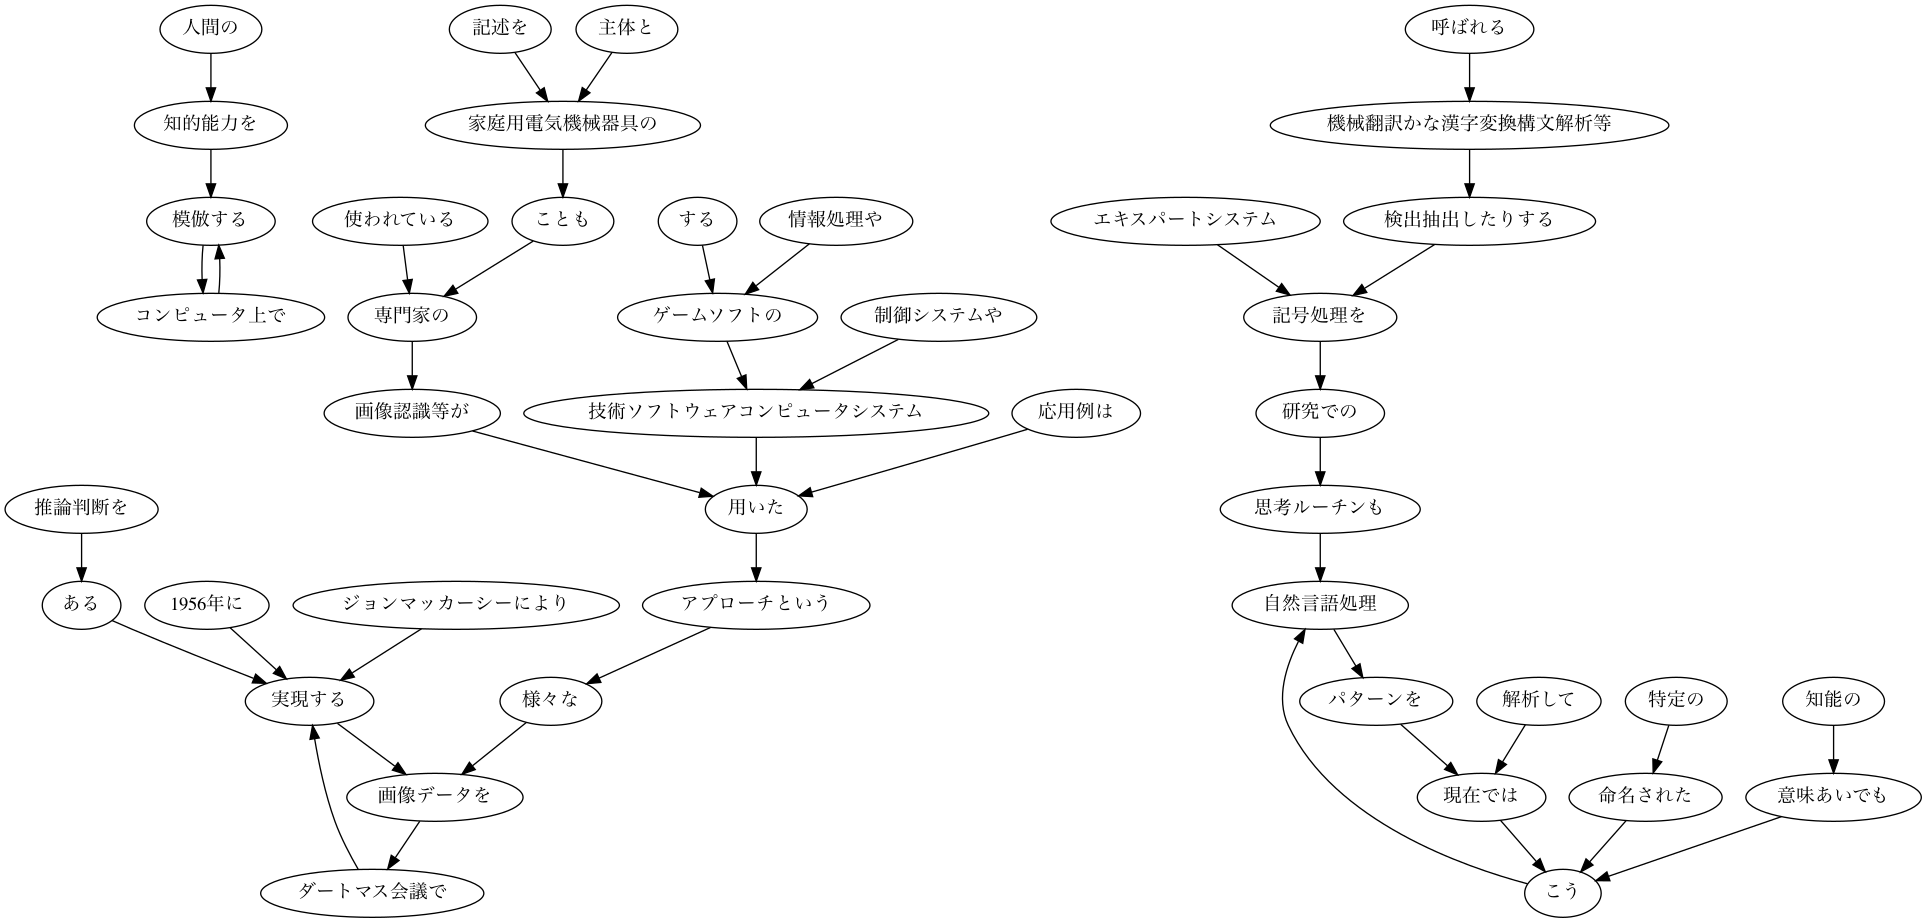 人間の
記述を
主体と
呼ばれる
知的能力を
家庭用電気機械器具の
機械翻訳かな漢字変換構文解析等
模倣する
使われている
ことも
する
情報処理や
エキスパートシステム
検出抽出したりする
コンピュータ上で
専門家の
ゲームソフトの
制御システムや
記号処理を
画像認識等が
技術ソフトウェアコンピュータシステム
応用例は
研究での
推論判断を
用いた
思考ルーチンも
ある
1956年に
ジョンマッカーシーにより
アプローチという
自然言語処理
実現する
様々な
パターンを
解析して
特定の
知能の
画像データを
現在では
命名された
意味あいでも
ダートマス会議で
こう